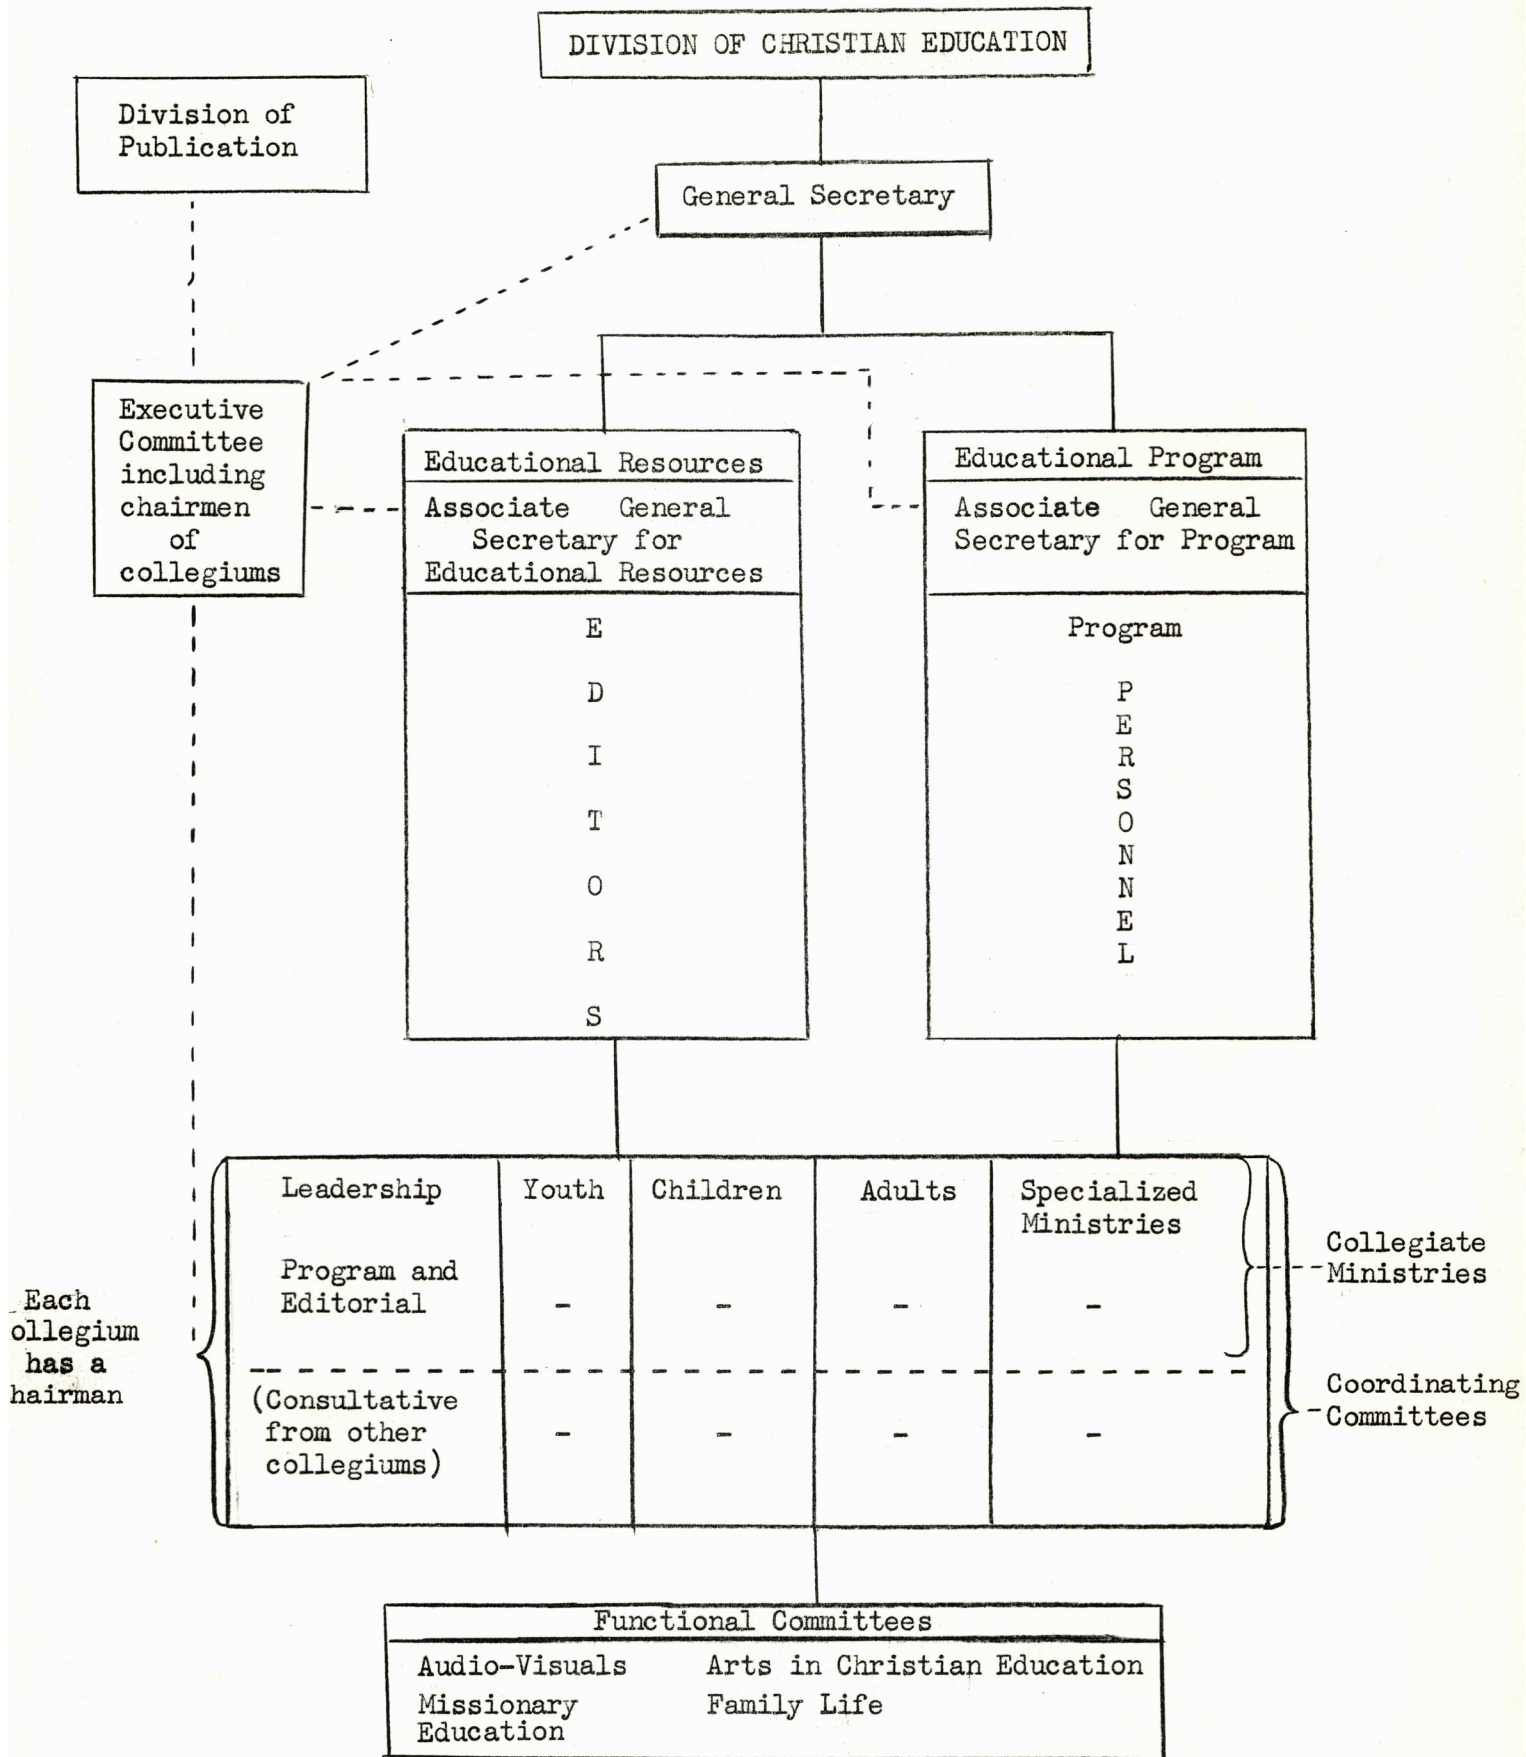 DIVISION OF CHRISTIAN EDUCATION
Division of
Publication
General Secretary
Executive
Committee
including
chairmen
of
collegiums
Educational Resources
Associate General
Secretary for
Educational Resources
E
D
I
T
O
R
S
Educational Program
Associate General
Secretary for Program
Program
P
E
R
S
O
N
N
E
L
Each
ollegium
has a
hairman
Leadership
Program and
Editorial
(Consultative
from other
collegiums)
Youth
-
-
Children
-
-
Adults
-
-
Specialized
Ministries
-
-
Collegiate
Ministries
Coordinating
Committees
Functional Committees
Audio-Visuals
Arts in Christian Education
Missionary
Education
Family Life